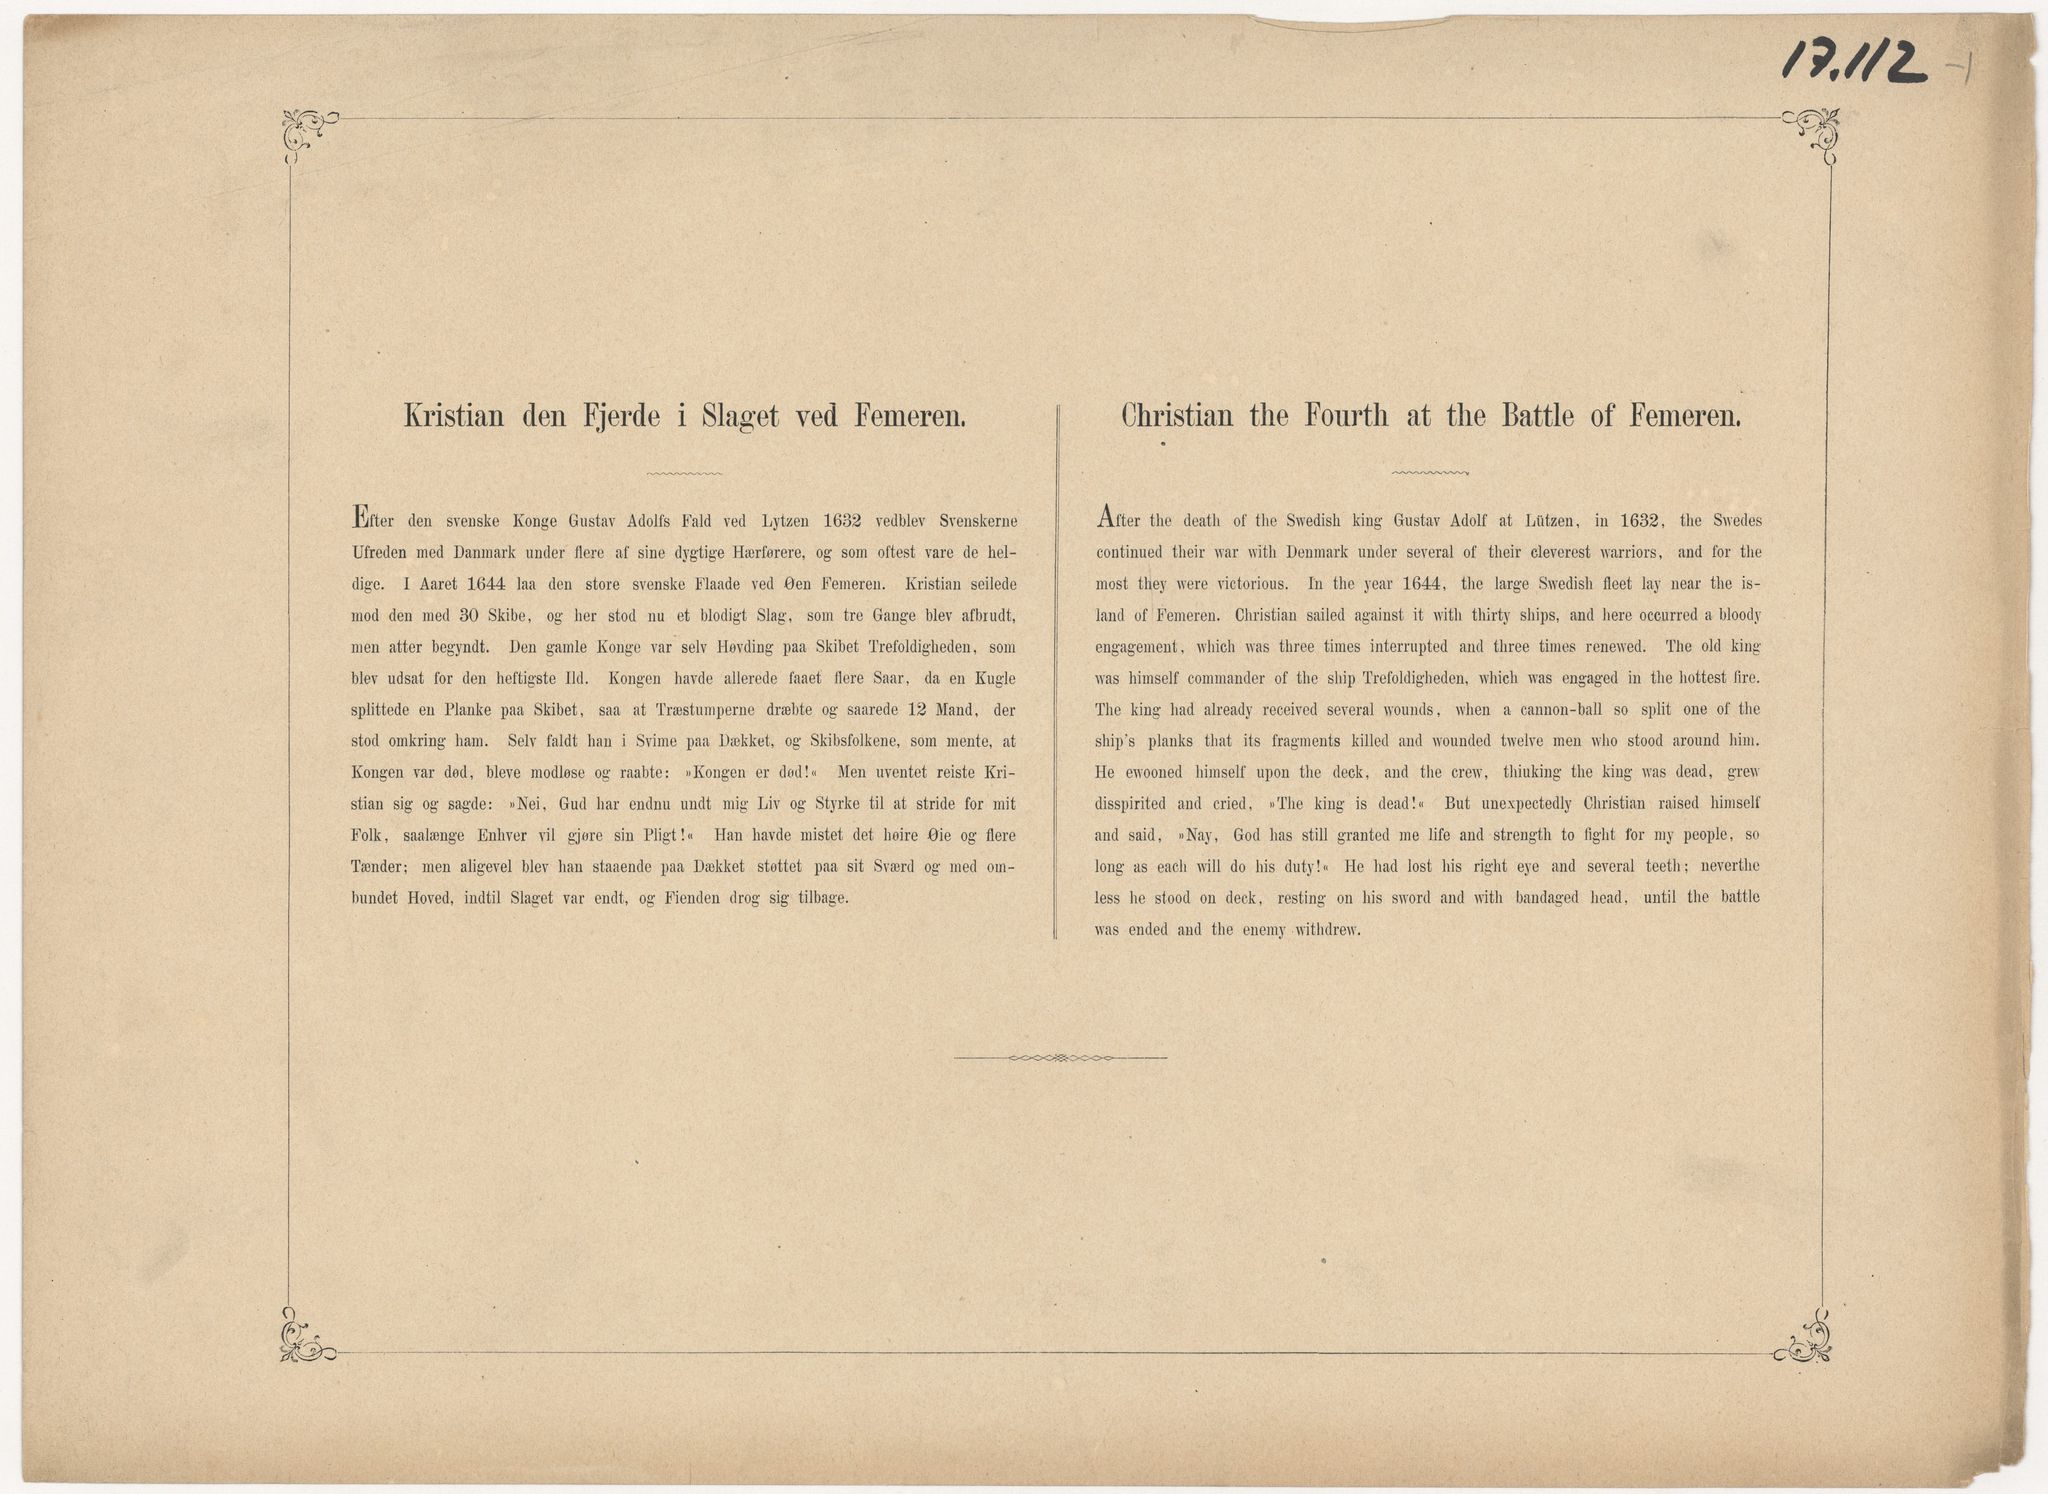 17.112 -1
Kristian den Fjerde i Slaget ved Femeren.
Efter den svenske Konge Gustav Adolfs Fald ved Lytzen 1632 vedblev Svenskerne
Ufreden med Danmark under flere af sine dygtige Hærførere, og som oftest vare de hel-
dige. I Aaret 1644 laa den store svenske Flaade ved Øen Femeren. Kristian seilede
mod den med 30 Skibe, og her stod nu et blodigt Slag, som tre Gange blev afbrudt,
men atter begyndt. Den gamle Konge var selv Høvding paa Skibet Trefoldigheden, som
blev udsat for den heftigste Ild. Kongen havde allerede faaet flere Saar, da en Kugle
splittede en Planke paa Skibet, saa at Træstumperne dræbte og saarede 12 Mand, der
stod omkring ham. Selv faldt han i Svime paa Dækket, og Skibsfolkene, som mente, at
Kongen var død, bleve modløse og raabte: »Kongen er død!« Men uventet reiste Kri-
stian sig og sagde: »Nei, Gud har endnu undt mig Liv og Styrke til at stride for mit
Folk, saalænge Enhver vil gjøre sin Pligt!« Han havde mistet det høire Øie og flere
Tænder; men aligevel blev han staaende paa Dækket støttet paa sit Sværd og med om-
bundet Hoved, indtil Slaget var endt, og Fienden drog sig tilbage.
Christian the Fourth at the Battle of Femeren.
After the death of the Swedish king Gustav Adolf at Lützen, in 1632, the Swedes
continued their war with Denmark under several of their cleverest warriors, and for the
most they were victorious. In the year 1644, the large Swedish fleet lay near the is-
land of Femeren. Christian sailed against it with thirty ships, and here occurred a bloody
engagement, which was three times interrupted and three times renewed. The old king
was himself commander of the ship Trefoldigheden, which was engaged in the hottest fire.
The king had already received several wounds, when a cannon-ball so split one of the
ship's planks that its fragments killed and wounded twelve men who stood around him.
He ewooned himself upon the deck, and the crew, thiuking the king was dead, grew
disspirited and cried, »The king is dead!« But unexpectedly Christian raised himself
and said, »Nay, God has still granted me life and strength to fight for my people, so
long as each will do his duty!« He had lost his right eye and several teeth; neverthe
less he stood on deck, resting on his sword and with bandaged head, until the battle
was ended and the enemy withdrew.